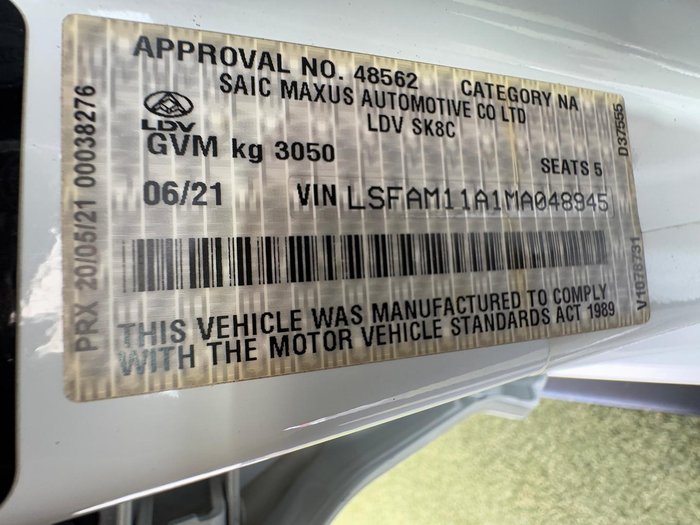 APPROVAL NO. 48562 CATEGORY NA
SAIC MAXUS AUTOMOTIVE CO LTD
LDV
LDV SK8C
GVM kg 3050
SEATS 5
06/21 VIN LSFAM11A1MA048945
THIS VEHICLE WAS MANUFACTURED TO COMPLY
WITH THE MOTOR VEHICLE STANDARDS ACT 1989
PRX 20/05/21 00038276
D37555
V1078731